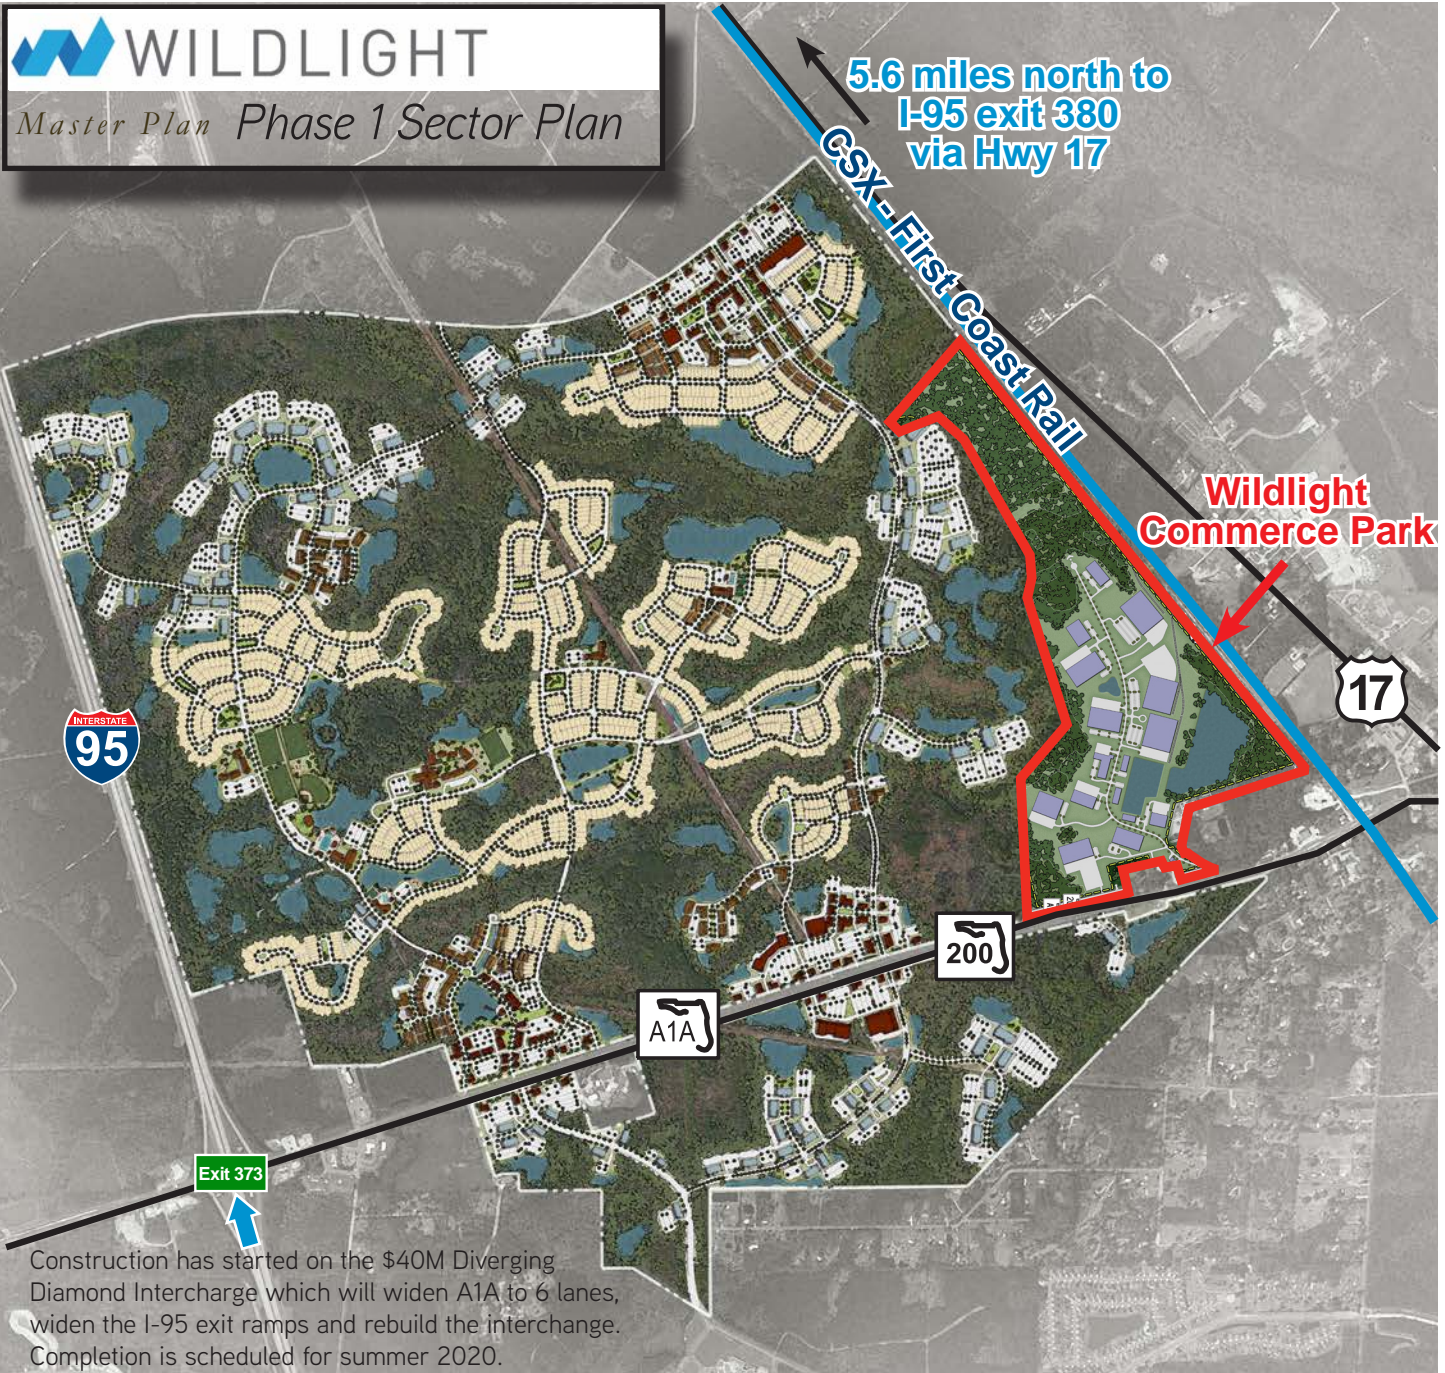 WILDLIGHT
Master Plan Phase 1 Sector Plan
5.6 miles north to
I-95 exit 380
via Hwy 17
CSX - First Coast Rail
Wildlight
Commerce Park
17
INTERSTATE
95
200
A1A
Exit 373
Construction has started on the $40M Diverging
Diamond Intercharge which will widen A1A to 6 lanes,
widen the I-95 exit ramps and rebuild the interchange.
Completion is scheduled for summer 2020.